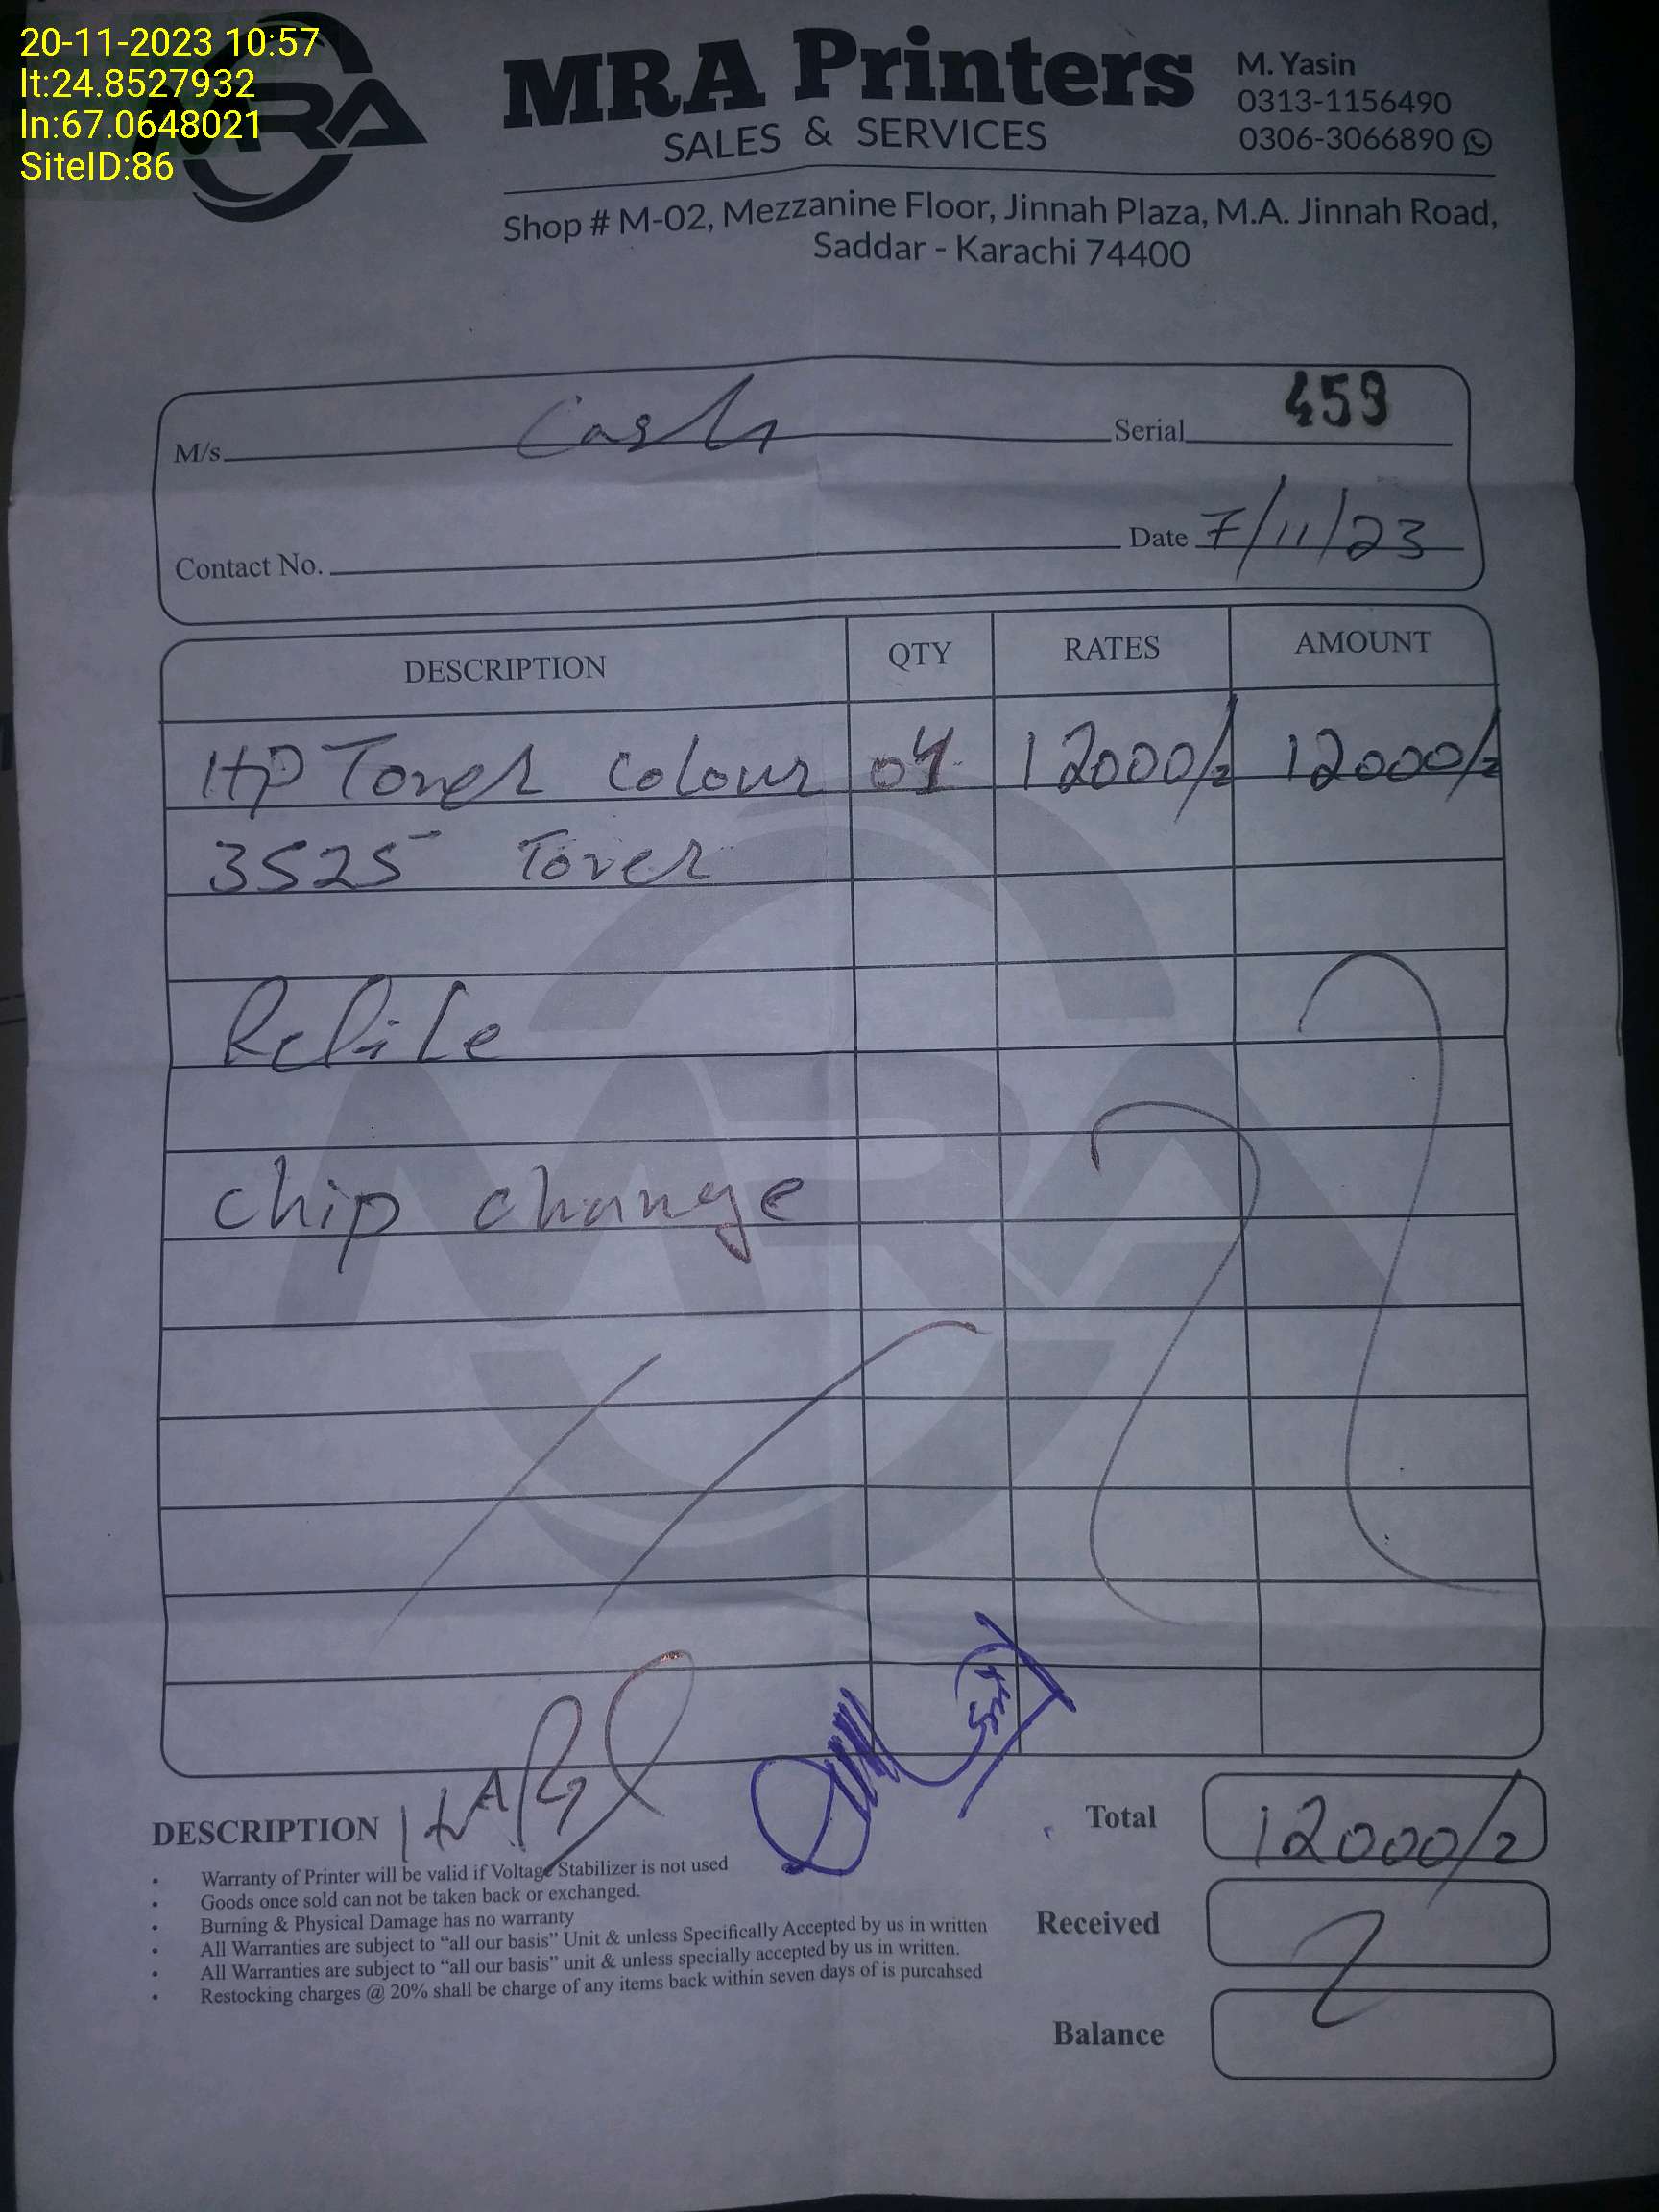 20-11-2023 10:57
lt:24.8527932
ln:67.0648021
SiteID:86
MRA
MRA Printers
SALES & SERVICES
M. Yasin
0313-1156490
0306-3066890
Shop # M-02, Mezzanine Floor, Jinnah Plaza, M.A. Jinnah Road,
Saddar - Karachi 74400
M/s. Cash Serial 459
Contact No. Date 7/11/23
DESCRIPTION QTY RATES AMOUNT
HP Toner Colour 04 12000/= 12000/=
3525 Toner
Refile
Chip change
MRA
DESCRIPTION
• Warranty of Printer will be valid if Voltage Stabilizer is not used
• Goods once sold can not be taken back or exchanged.
• Burning & Physical Damage has no warranty
• All Warranties are subject to “all our basis” Unit & unless Specifically Accepted by us in written
• All Warranties are subject to “all our basis” unit & unless specially accepted by us in written.
• Restocking charges @ 20% shall be charge of any items back within seven days of is purcahsed
Total 12000/=
Received
Balance